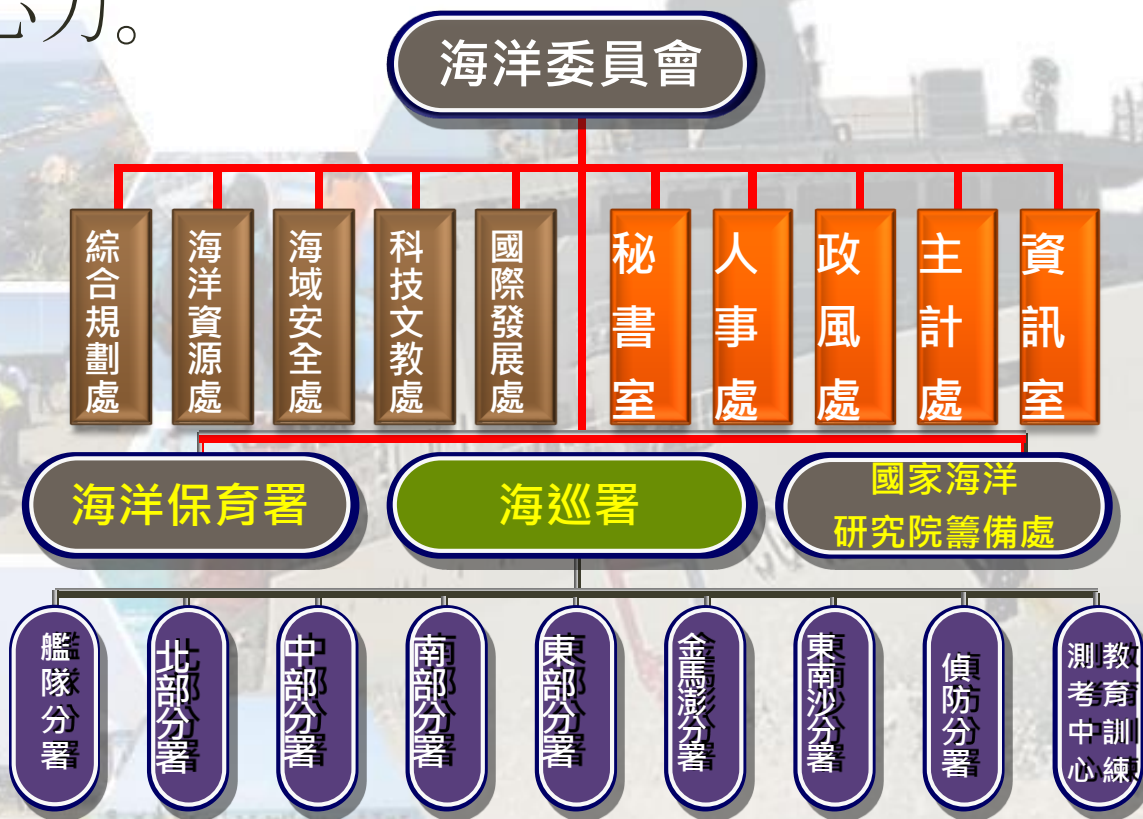 心力。
海洋委員會
綜合規劃處
海洋資源處
海域安全處
科技文教處
國際發展處
秘書室
人事處
政風處
主計處
資訊室
海洋保育署
海巡署
國家海洋
研究院籌備處
艦隊分署
北部分署
中部分署
南部分署
東部分署
金馬澎分署
東南沙分署
偵防分署
教育訓練
測考中心